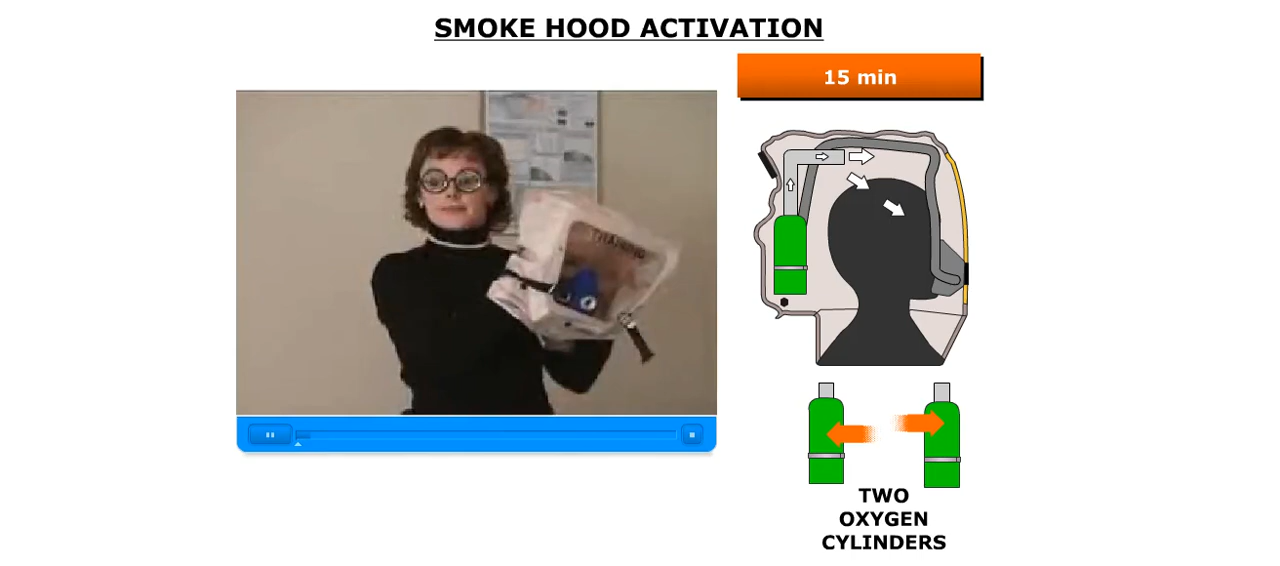 SMOKE HOOD ACTIVATION
15 min
TWO
OXYGEN
CYLINDERS